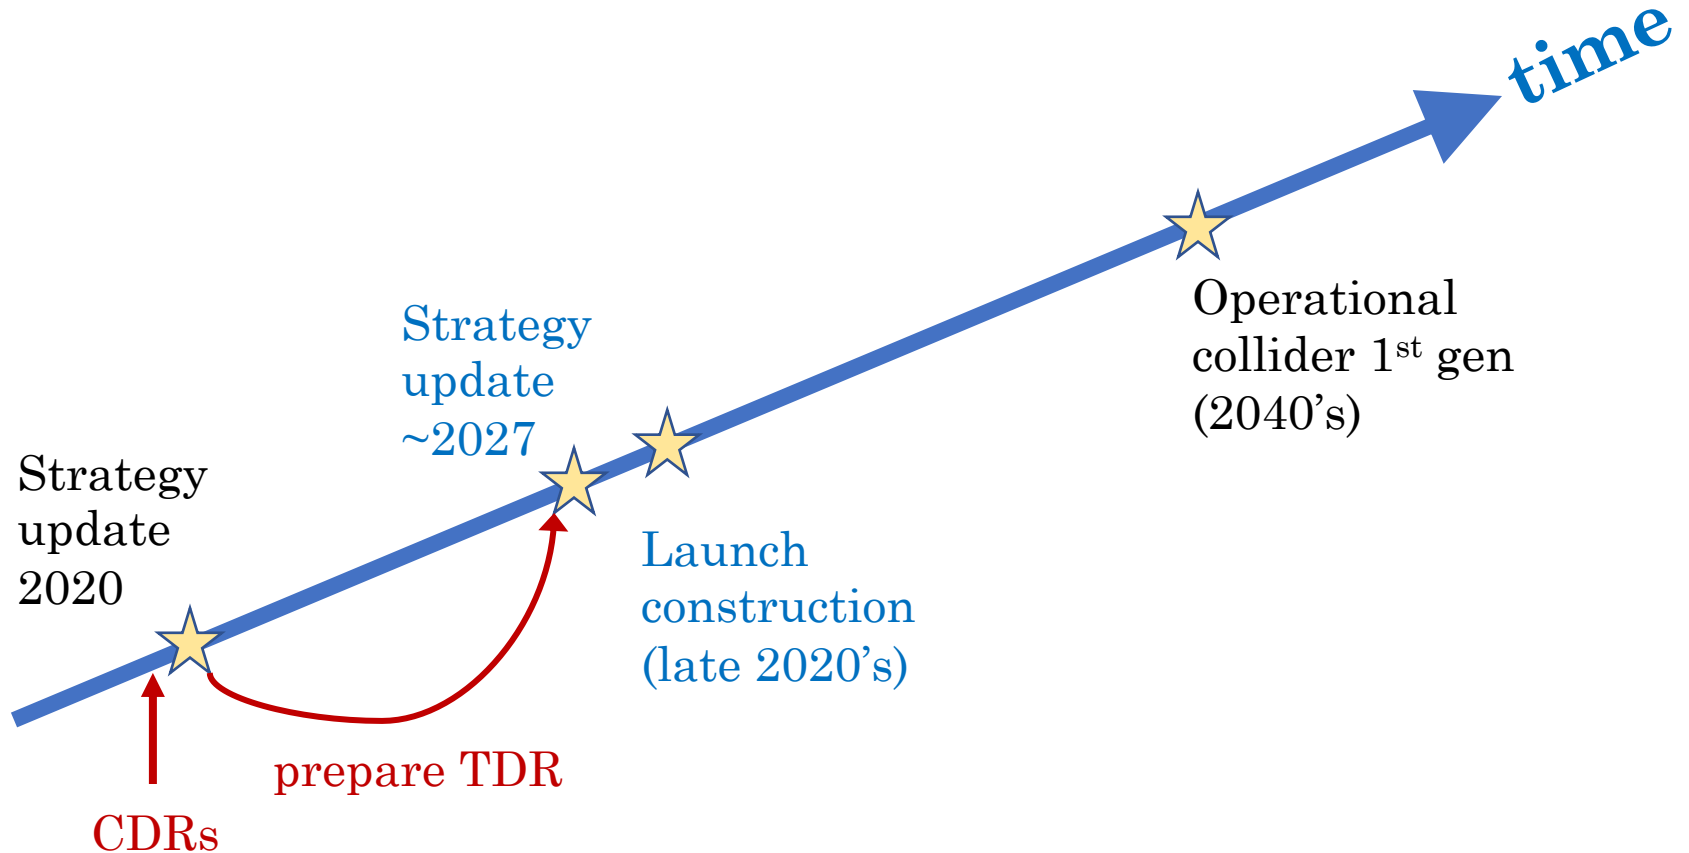 time
Strategy
update
2020
Strategy
update
~2027
Operational
collider 1st gen
(2040’s)
Launch
construction
(late 2020’s)
prepare TDR
CDRs